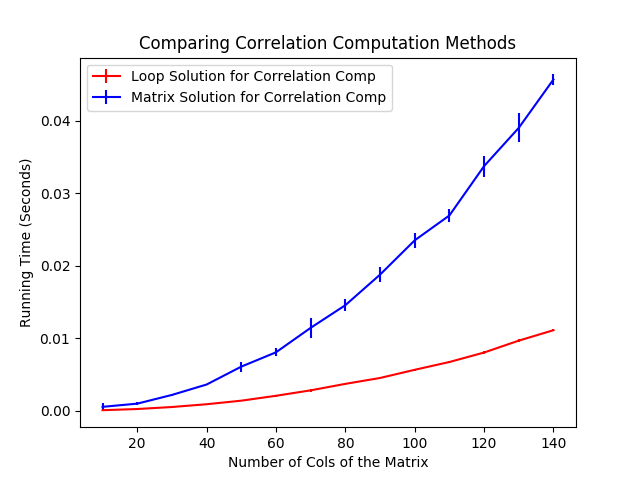 Comparing Correlation Computation Methods
Loop Solution for Correlation Comp
Matrix Solution for Correlation Comp
Running Time (Seconds)
0.04
0.03
0.02
0.01
0.00
20 40 60 80 100 120 140
Number of Cols of the Matrix